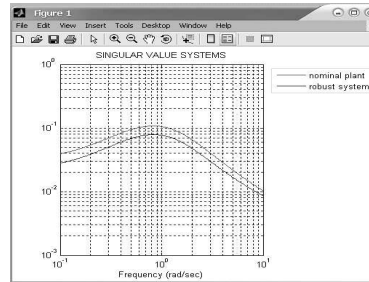 Figure 1
File Edit View Insert Tools Desktop Window Help
SINGULAR VALUE SYSTEMS
nominal plant
robust system
10^0
10^-1
10^-2
10^-3
10^-1 10^0 10^1
Frequency (rad/sec)